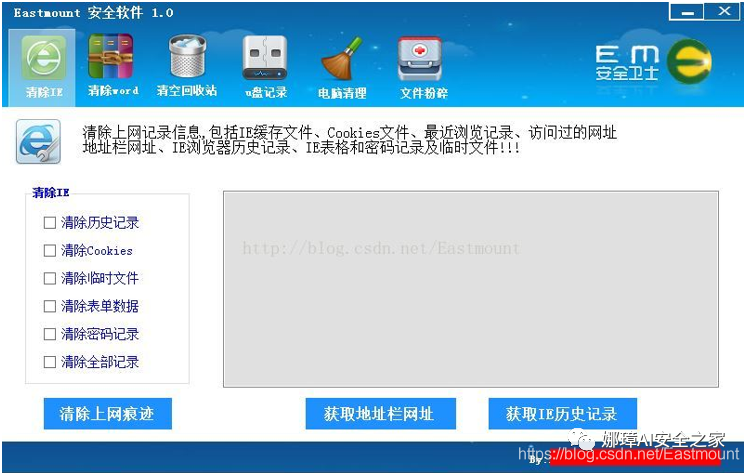 Eastmount 安全软件 1.0
清除IE
清除word
清空回收站
u盘记录
电脑清理
文件粉碎
E M
安全卫士
清除上网记录信息,包括IE缓存文件、Cookies文件、最近浏览记录、访问过的网址
地址栏网址、IE浏览器历史记录、IE表格和密码记录及临时文件!!!
清除IE
清除历史记录
清除Cookies
清除临时文件
清除表单数据
清除密码记录
清除全部记录
http://blog.csdn.net/Eastmount
清除上网痕迹
获取地址栏网址
获取IE历史记录
娜璋AI安全之家
https://blog.csdn.net/Eastmount
By: